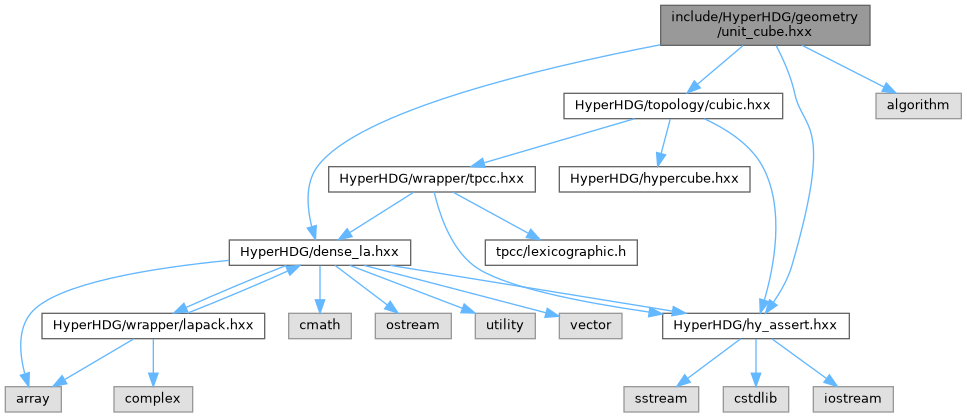 include/HyperHDG/geometry
/unit_cube.hxx
HyperHDG/topology/cubic.hxx
algorithm
HyperHDG/wrapper/tpcc.hxx
HyperHDG/hypercube.hxx
HyperHDG/dense_la.hxx
tpcc/lexicographic.h
HyperHDG/wrapper/lapack.hxx
cmath
ostream
utility
vector
HyperHDG/hy_assert.hxx
array
complex
sstream
cstdlib
iostream